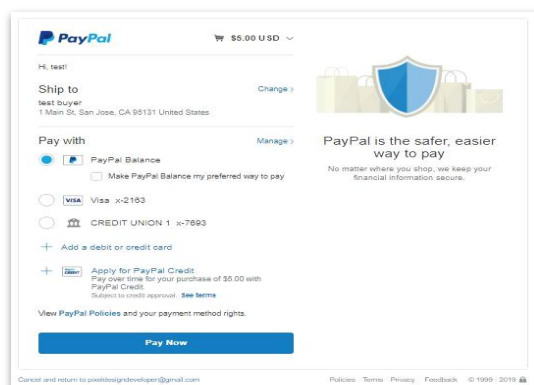 PayPal
$5.00 USD
Hi, test!
Ship to
Change
test buyer
1 Main St, San Jose, CA 95131 United States
Pay with
Manage
PayPal Balance
Make PayPal Balance my preferred way to pay
VISA Visa x-2163
CREDIT UNION 1 x-7693
+ Add a debit or credit card
+ Apply for PayPal Credit
Pay over time for your purchase of $5.00 with
PayPal Credit.
Subject to credit approval. See terms
View PayPal Policies and your payment method rights.
Pay Now
Cancel and return to pixeldesigndeveloper@gmail.com
PayPal is the safer, easier
way to pay
No matter where you shop, we keep your
financial information secure.
Policies Terms Privacy Feedback © 1999 - 2019